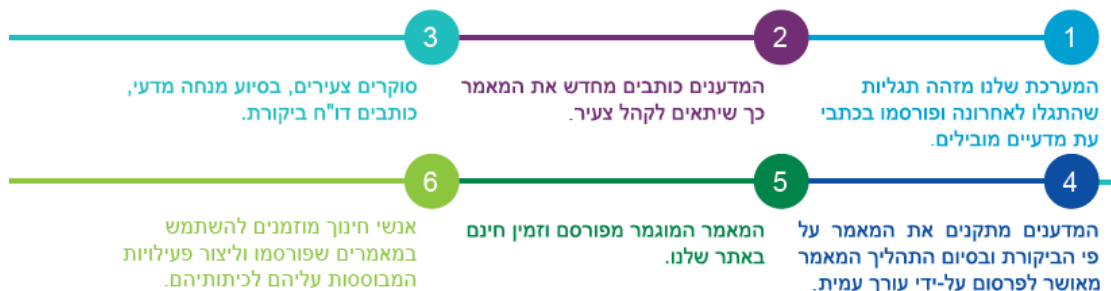 1
המערכת שלנו מזהה תגליות
שהתגלו לאחרונה ופורסמו בכתבי
עת מדעיים מובילים.
2
המדענים כותבים מחדש את המאמר
כך שיתאים לקהל צעיר.
3
סוקרים צעירים, בסיוע מנחה מדעי,
כותבים דו"ח ביקורת.
4
המדענים מתקנים את המאמר על
פי הביקורת ובסיום התהליך המאמר
מאושר לפרסום על-ידי עורך עמית.
5
המאמר המוגמר מפורסם וזמין חינם
באתר שלנו.
6
אנשי חינוך מוזמנים להשתמש
במאמרים שפורסמו וליצור פעילויות
המבוססות עליהם לכיתותיהם.